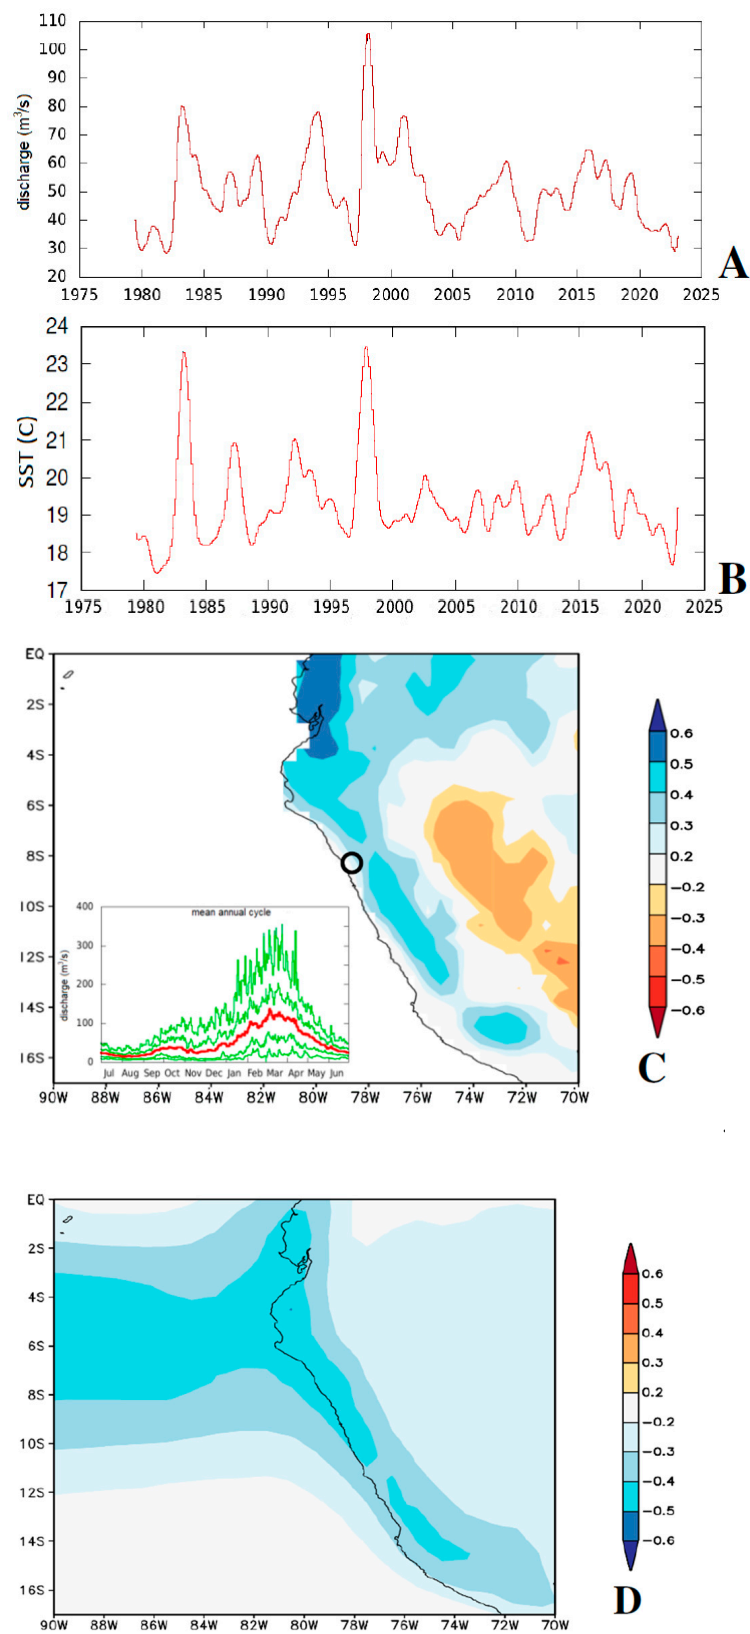 110
100
90
80
70
60
50
40
30
20
discharge (m³/s)
1975 1980 1985 1990 1995 2000 2005 2010 2015 2020 2025
A
24
23
22
21
20
19
18
17
SST (C)
1975 1980 1985 1990 1995 2000 2005 2010 2015 2020 2025
B
EQ
2S
4S
6S
8S
10S
12S
14S
16S
90W 88W 86W 84W 82W 80W 78W 76W 74W 72W 70W
mean annual cycle
discharge (m³/s)
400
300
200
100
0
Jul Aug Sep Oct Nov Dec Jan Feb Mar Apr May Jun
0.6
0.5
0.4
0.3
0.2
−0.2
−0.3
−0.4
−0.5
−0.6
C
EQ
2S
4S
6S
8S
10S
12S
14S
16S
90W 88W 86W 84W 82W 80W 78W 76W 74W 72W 70W
0.6
0.5
0.4
0.3
0.2
−0.2
−0.3
−0.4
−0.5
−0.6
D